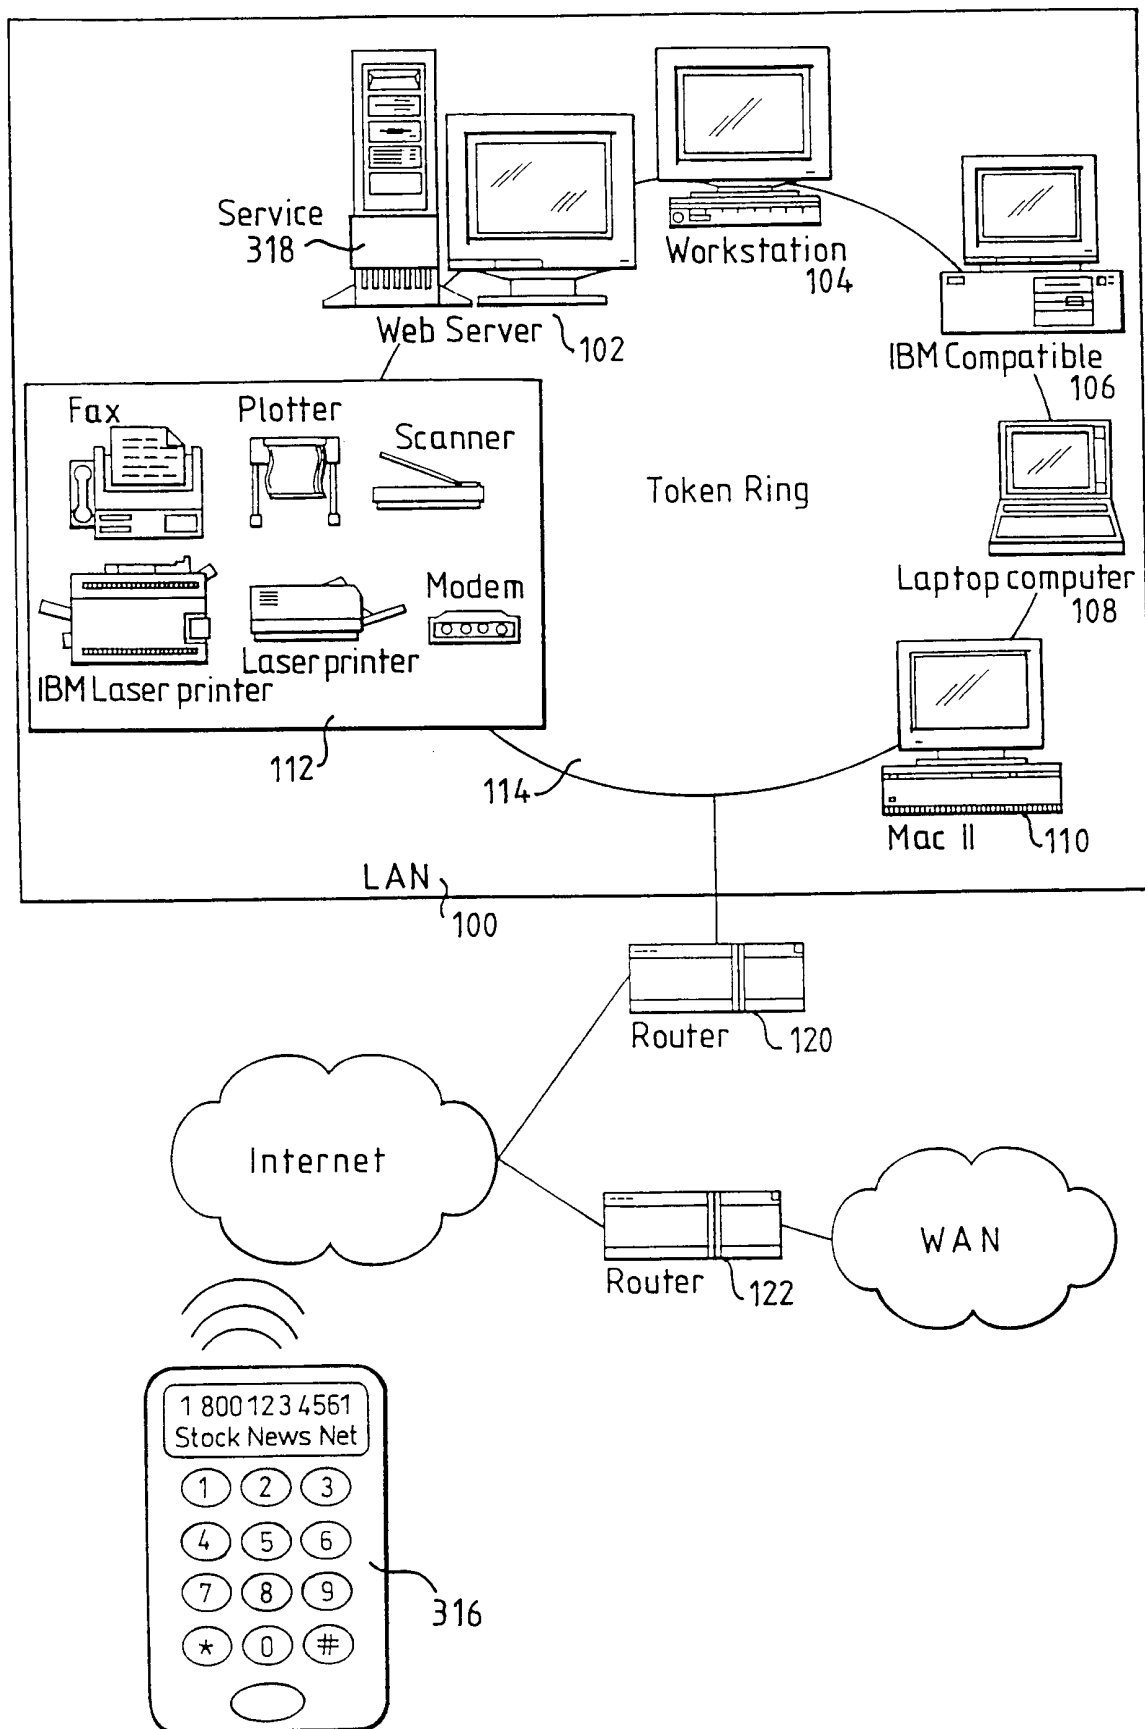 Service
318
Web Server
102
Workstation
104
IBM Compatible
106
Fax
Plotter
Scanner
Token Ring
Laptop computer
108
IBM Laser printer
Laserprinter
Modem
112
114
Mac II
110
LAN
100
Router
120
Internet
Router
122
WAN
1 800 123 4561
Stock News Net
1 2 3
4 5 6
7 8 9
* 0 #
316